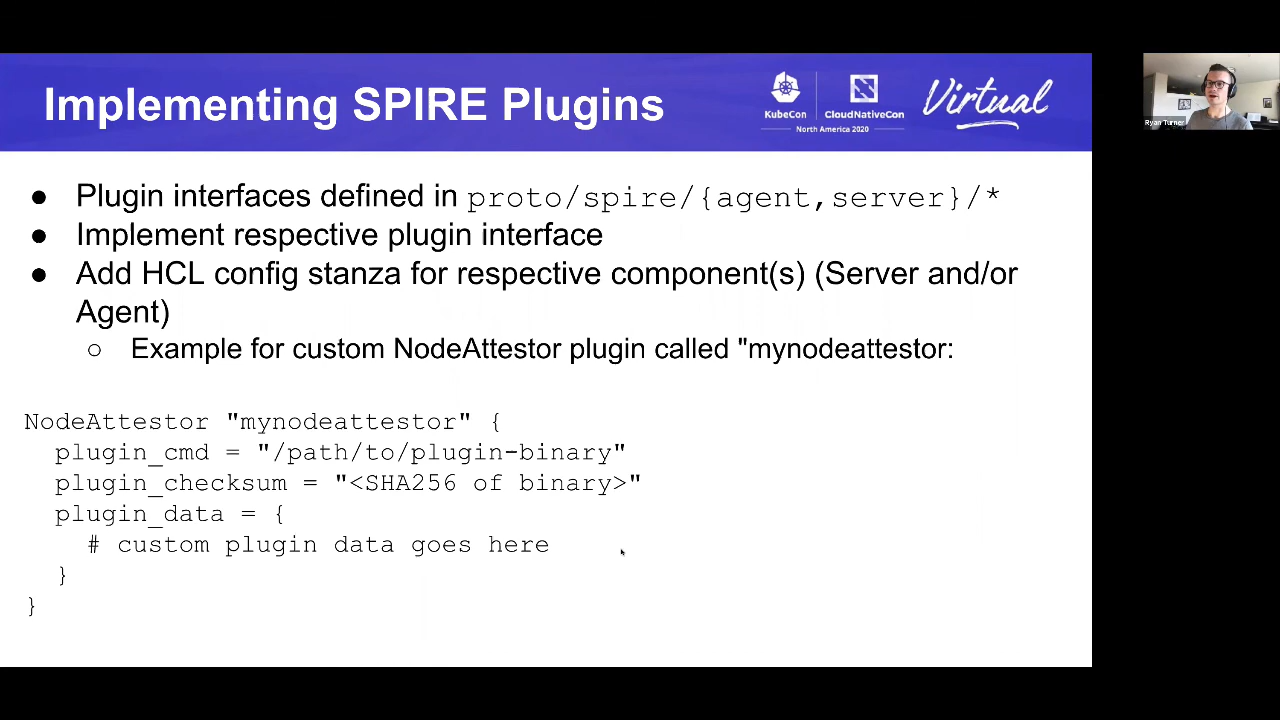 Implementing SPIRE Plugins
KubeCon
CloudNativeCon
North America 2020
Virtual
Ryan Turner
● Plugin interfaces defined in proto/spire/{agent,server}/*
● Implement respective plugin interface
● Add HCL config stanza for respective component(s) (Server and/or
Agent)
○ Example for custom NodeAttestor plugin called "mynodeattestor:
NodeAttestor "mynodeattestor" {
  plugin_cmd = "/path/to/plugin-binary"
  plugin_checksum = "<SHA256 of binary>"
  plugin_data = {
    # custom plugin data goes here
  }
}